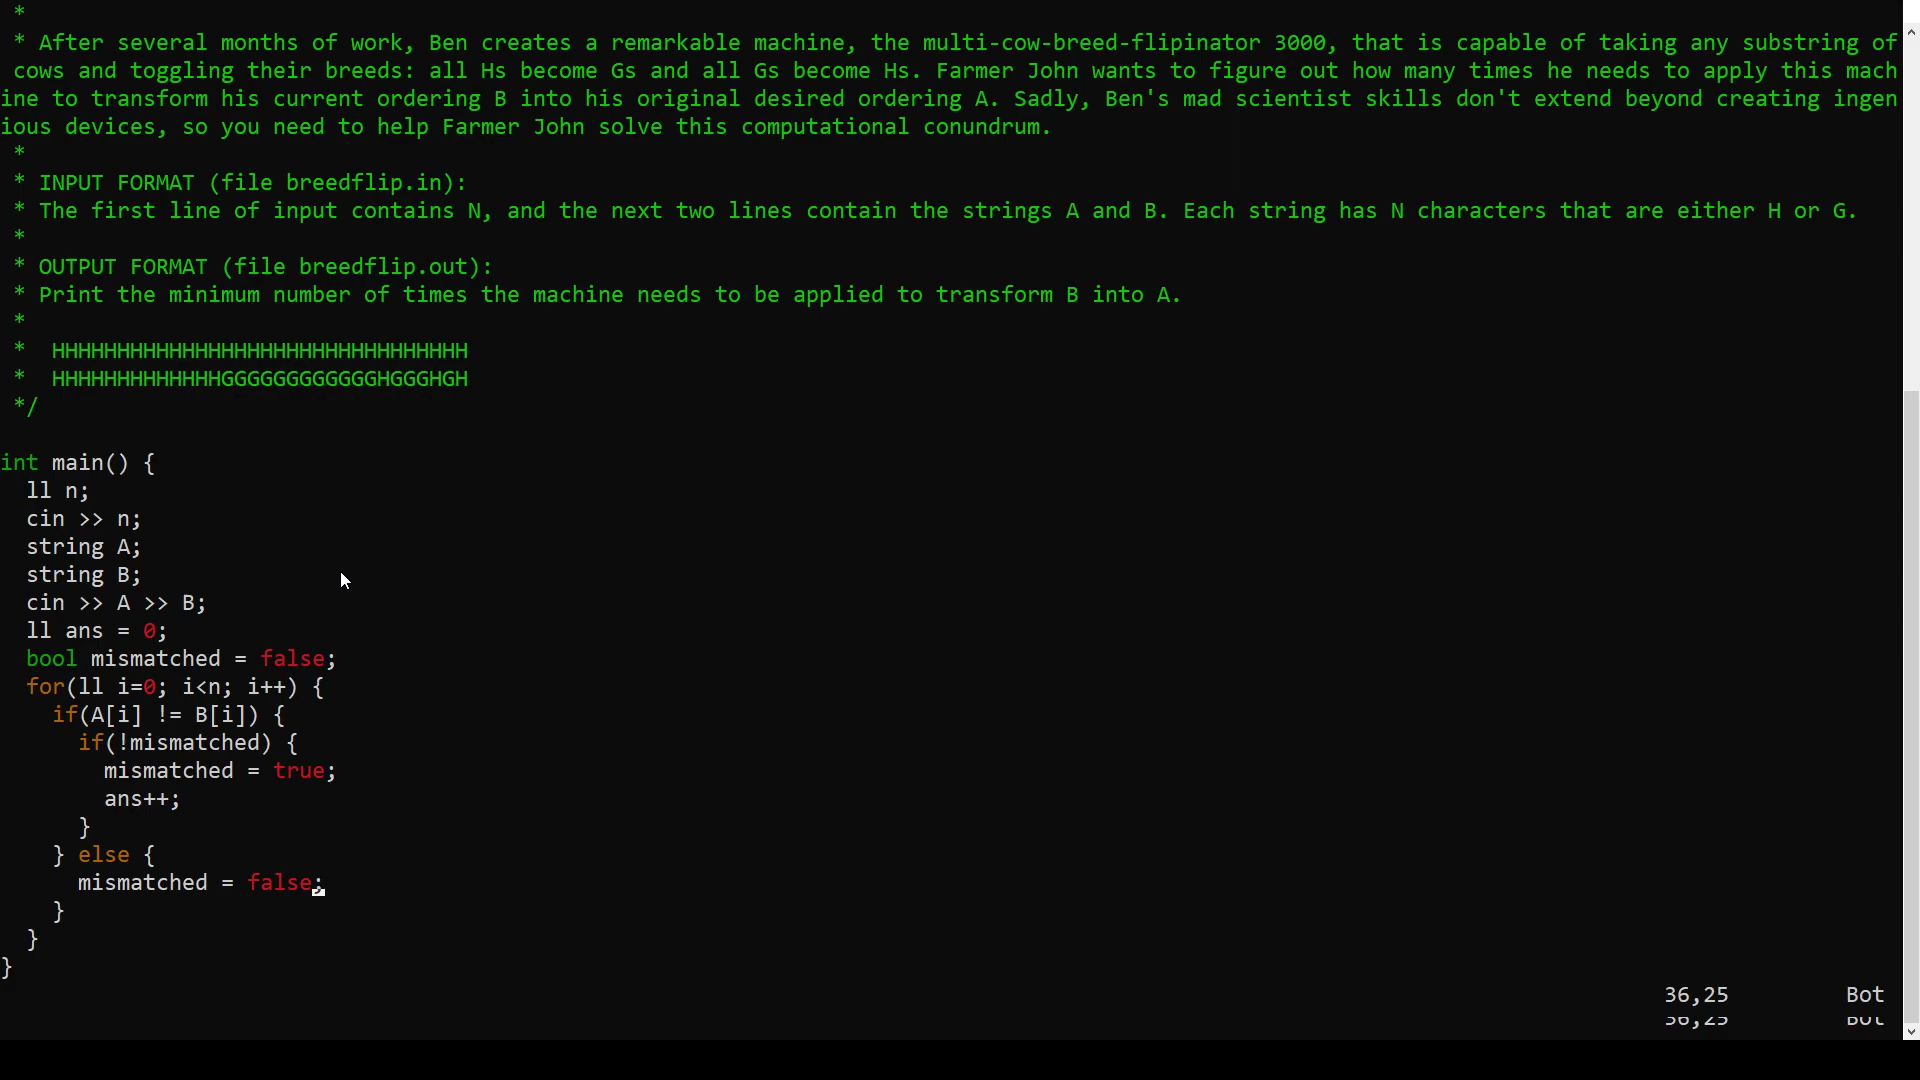 *
* After several months of work, Ben creates a remarkable machine, the multi-cow-breed-flipinator 3000, that is capable of taking any substring of
cows and toggling their breeds: all Hs become Gs and all Gs become Hs. Farmer John wants to figure out how many times he needs to apply this mach
ine to transform his current ordering B into his original desired ordering A. Sadly, Ben's mad scientist skills don't extend beyond creating ingen
ious devices, so you need to help Farmer John solve this computational conundrum.
*
* INPUT FORMAT (file breedflip.in):
* The first line of input contains N, and the next two lines contain the strings A and B. Each string has N characters that are either H or G.
*
* OUTPUT FORMAT (file breedflip.out):
* Print the minimum number of times the machine needs to be applied to transform B into A.
*
*  HHHHHHHHHHHHHHHHHHHHHHHHHHHHHHHH
*  HHHHHHHHHHHHHGGGGGGGGGGGGHGGGHGH
*/
int main() {
  ll n;
  cin >> n;
  string A;
  string B;
  cin >> A >> B;
  ll ans = 0;
  bool mismatched = false;
  for(ll i=0; i<n; i++) {
    if(A[i] != B[i]) {
      if(!mismatched) {
        mismatched = true;
        ans++;
      }
    } else {
      mismatched = false;
    }
  }
}
36,25 Bot
36,25 Bot